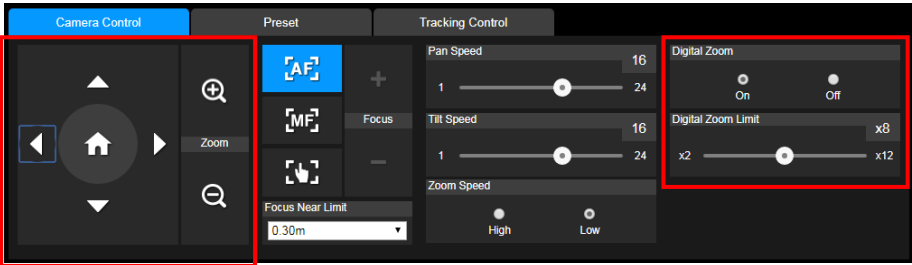 Camera Control
Preset
Tracking Control
Zoom
AF
MF
Focus
Focus Near Limit
0.30m
Pan Speed
16
1
24
Tilt Speed
16
1
24
Zoom Speed
High
Low
Digital Zoom
On
Off
Digital Zoom Limit
x8
x2
x12